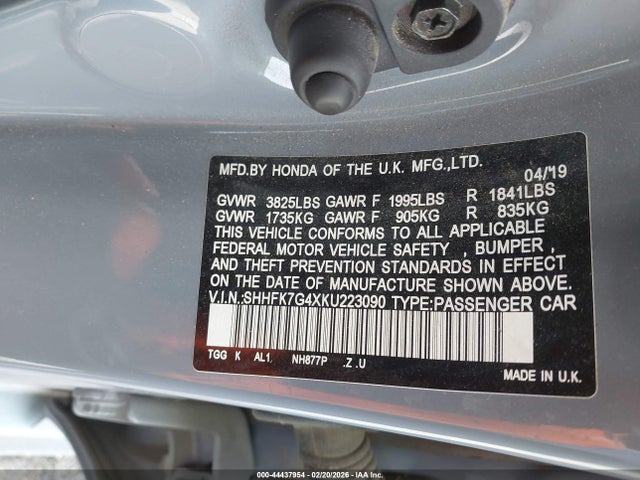 MFD.BY HONDA OF THE U.K. MFG.,LTD. 04/19
GVWR 3825LBS GAWR F 1995LBS R 1841LBS
GVWR 1735KG GAWR F 905KG R 835KG
THIS VEHICLE CONFORMS TO ALL APPLICABLE
FEDERAL MOTOR VEHICLE SAFETY , BUMPER ,
AND THEFT PREVENTION STANDARDS IN EFFECT
ON THE DATE OF MANUFACTURE SHOWN ABOVE.
V.I.N:SHHFK7G4XKU223090 TYPE:PASSENGER CAR
TGG K AL1. NH877P .Z .U
MADE IN U.K.
000-44437954 | 02/20/2026 - IAAI.COM